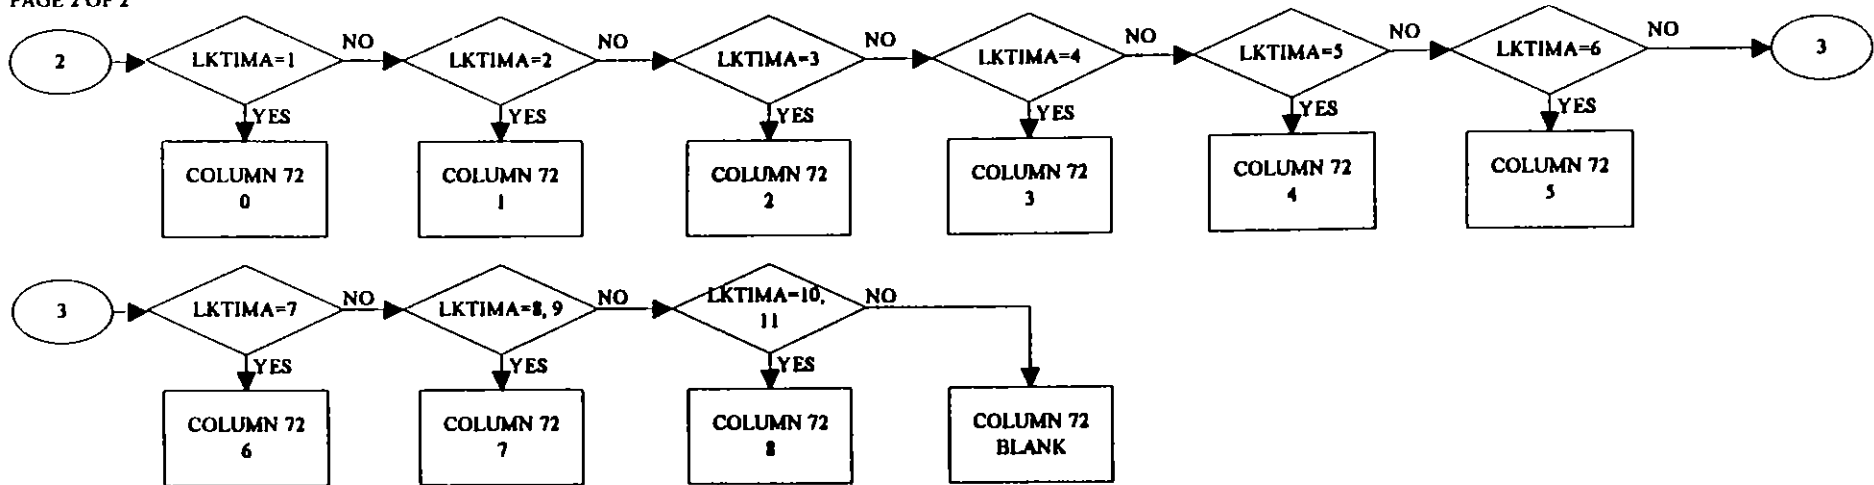 PAGE 2 OF 2
2
LKTIMA=1
NO
LKTIMA=2
NO
LKTIMA=3
NO
LKTIMA=4
NO
LKTIMA=5
NO
LKTIMA=6
NO
3
YES
YES
YES
YES
YES
YES
COLUMN 72
0
COLUMN 72
1
COLUMN 72
2
COLUMN 72
3
COLUMN 72
4
COLUMN 72
5
3
LKTIMA=7
NO
LKTIMA=8, 9
NO
LKTIMA=10,
11
NO
YES
YES
YES
COLUMN 72
6
COLUMN 72
7
COLUMN 72
8
COLUMN 72
BLANK